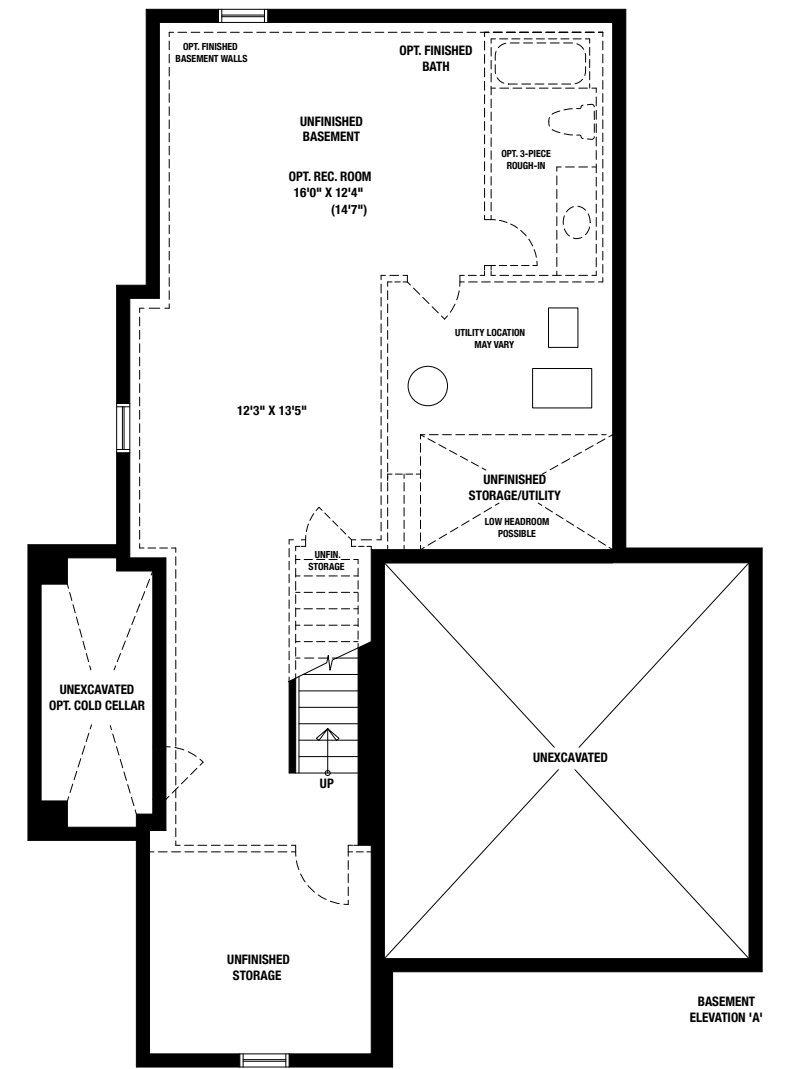 OPT. FINISHED
BASEMENT WALLS
OPT. FINISHED
BATH
UNFINISHED
BASEMENT
OPT. 3-PIECE
ROUGH-IN
OPT. REC. ROOM
16'0" X 12'4"
(14'7")
UTILITY LOCATION
MAY VARY
12'3" X 13'5"
UNFINISHED
STORAGE/UTILITY
LOW HEADROOM
POSSIBLE
UNFIN.
STORAGE
UNEXCAVATED
OPT. COLD CELLAR
UP
UNEXCAVATED
UNFINISHED
STORAGE
BASEMENT
ELEVATION 'A'